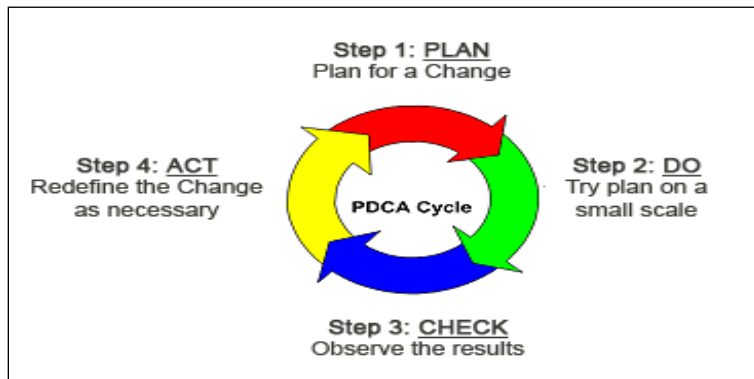 Step 1: PLAN
Plan for a Change
Step 4: ACT
Redefine the Change
as necessary
PDCA Cycle
Step 2: DO
Try plan on a
small scale
Step 3: CHECK
Observe the results